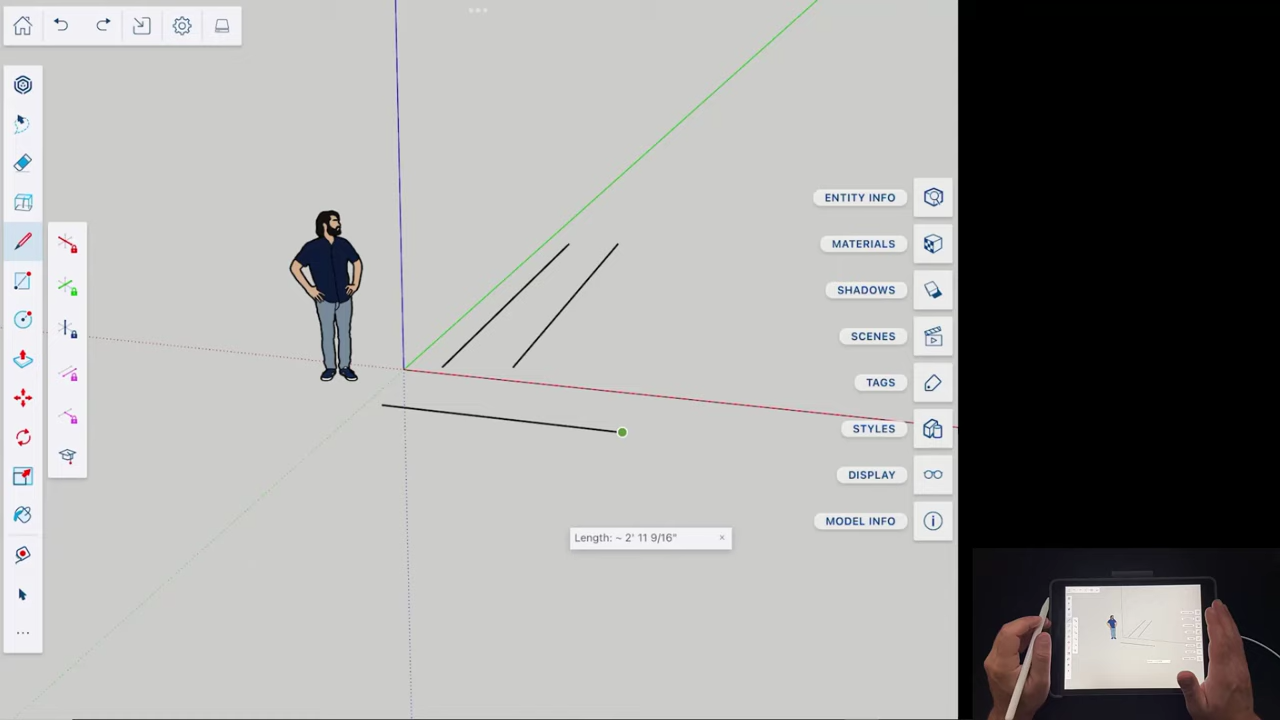 ENTITY INFO
MATERIALS
SHADOWS
SCENES
TAGS
STYLES
DISPLAY
MODEL INFO
Length: ~ 2' 11 9/16"